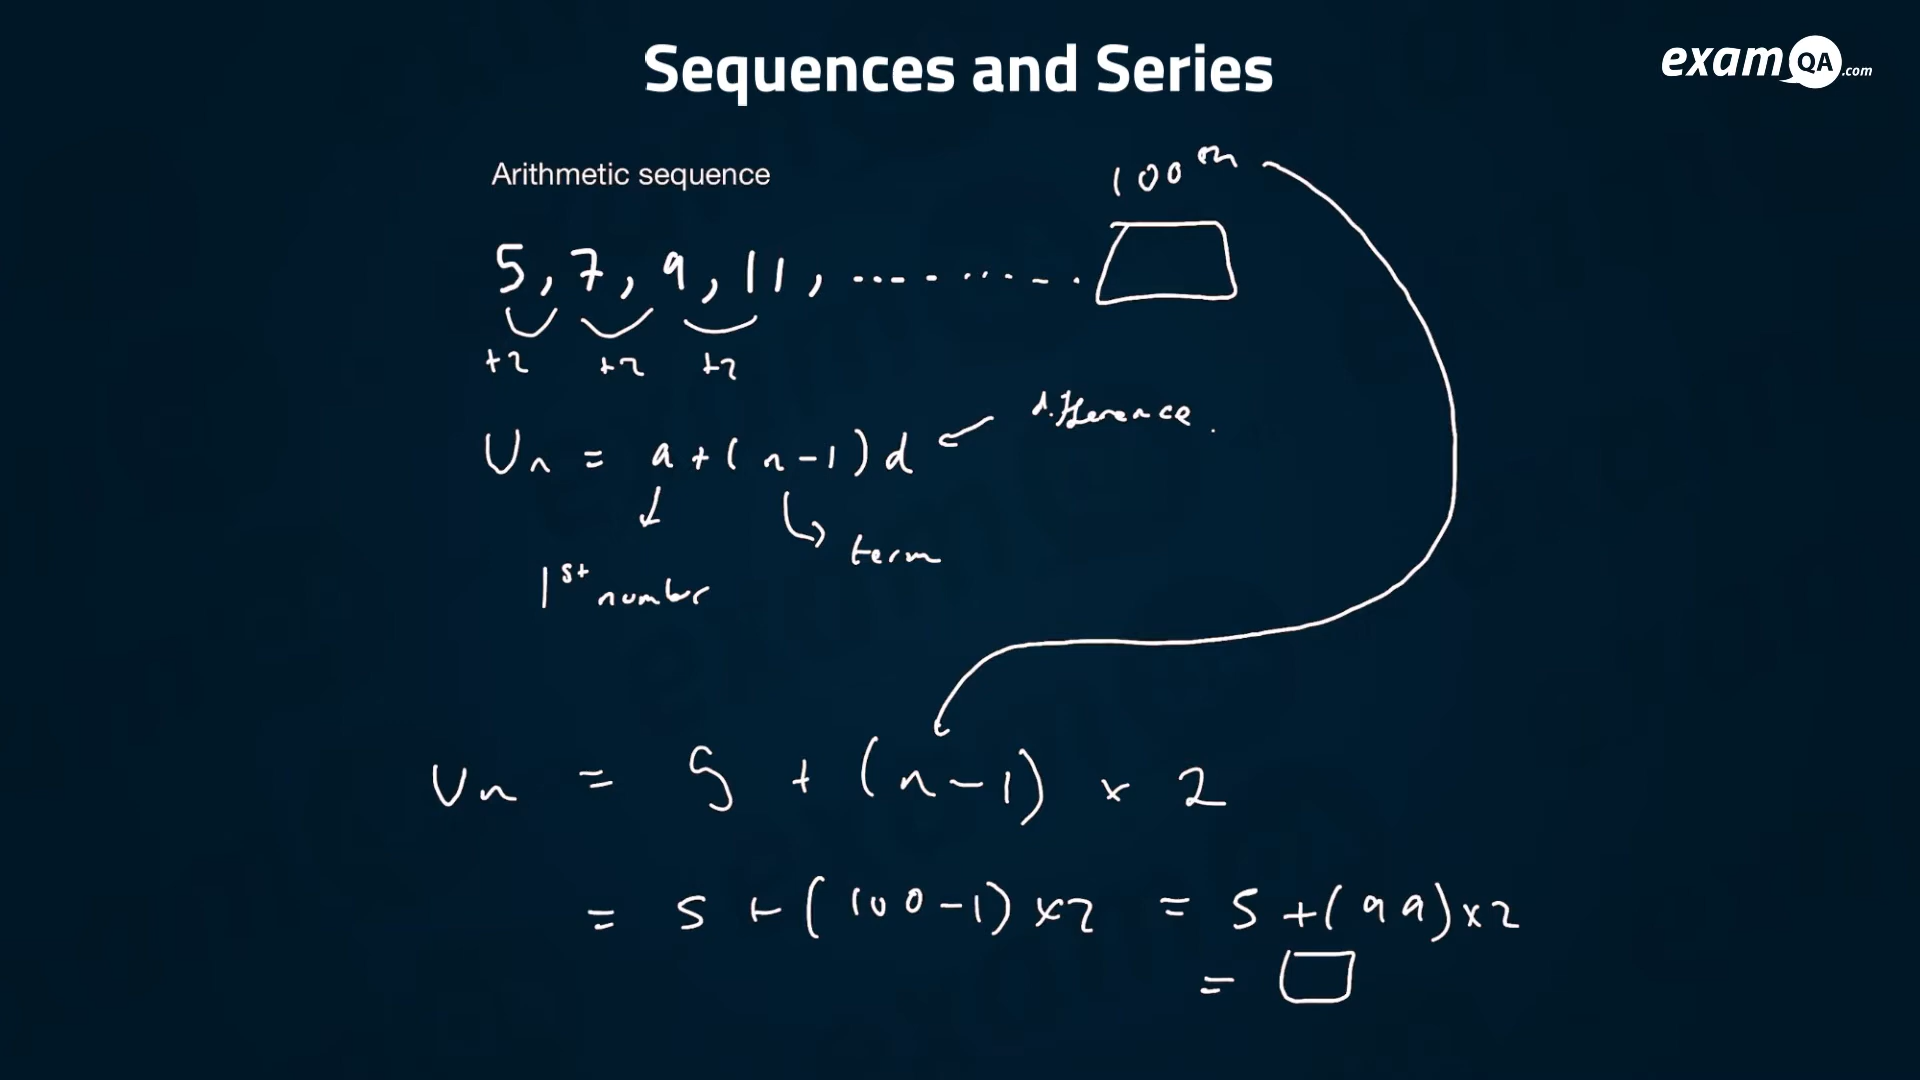 Sequences and Series
examQA.com
Arithmetic sequence
100th
5, 7, 9, 11, ..........
+2 +2 +2
difference.
Un = a + (n-1)d
term
1st number
Un = 5 + (n-1) × 2
= 5 + (100-1) ×2 = 5 + (99)×2
=